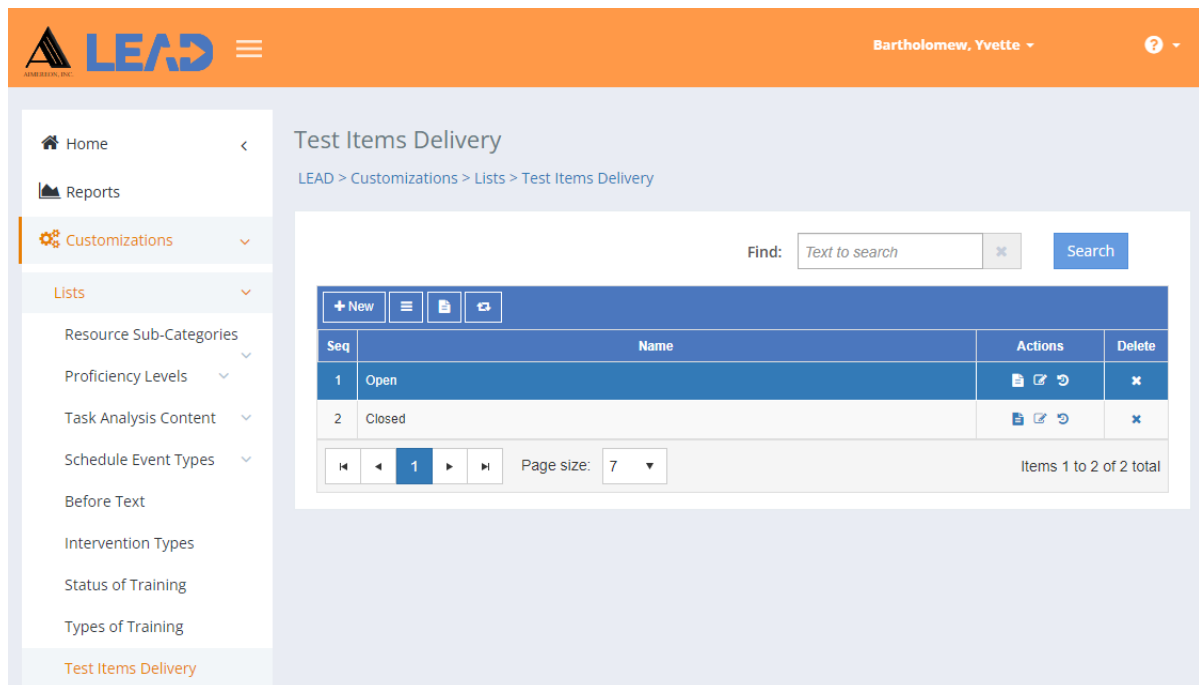 LEAD
AIMEREON, INC.
Bartholomew, Yvette
?
Home
Reports
Customizations
Lists
Resource Sub-Categories
Proficiency Levels
Task Analysis Content
Schedule Event Types
Before Text
Intervention Types
Status of Training
Types of Training
Test Items Delivery
Test Items Delivery
LEAD > Customizations > Lists > Test Items Delivery
Find: Text to search Search
+ New
Seq Name Actions Delete
1 Open
2 Closed
1 Page size: 7 Items 1 to 2 of 2 total